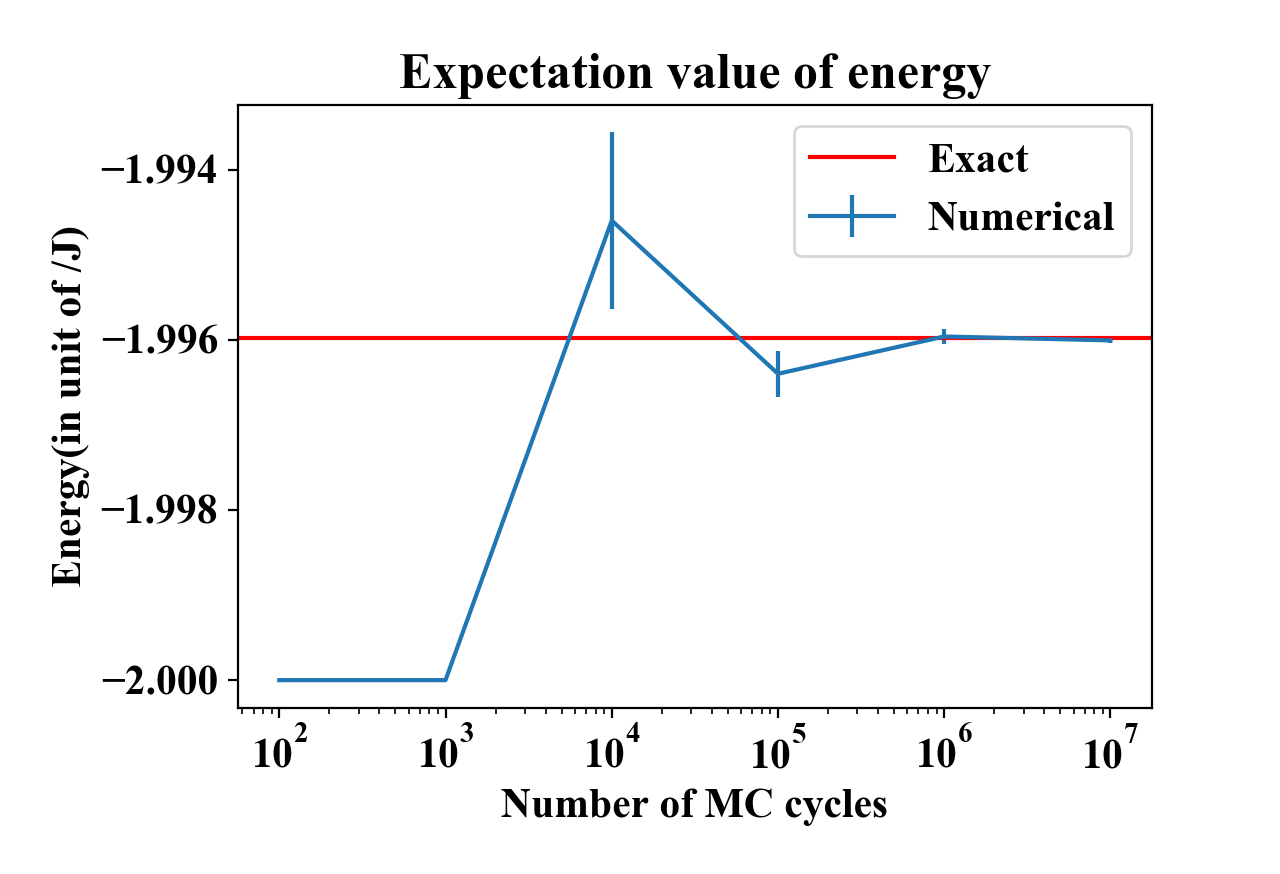 Expectation value of energy
Exact
Numerical
Energy(in unit of /J)
−1.994
−1.996
−1.998
−2.000
10² 10³ 10⁴ 10⁵ 10⁶ 10⁷
Number of MC cycles